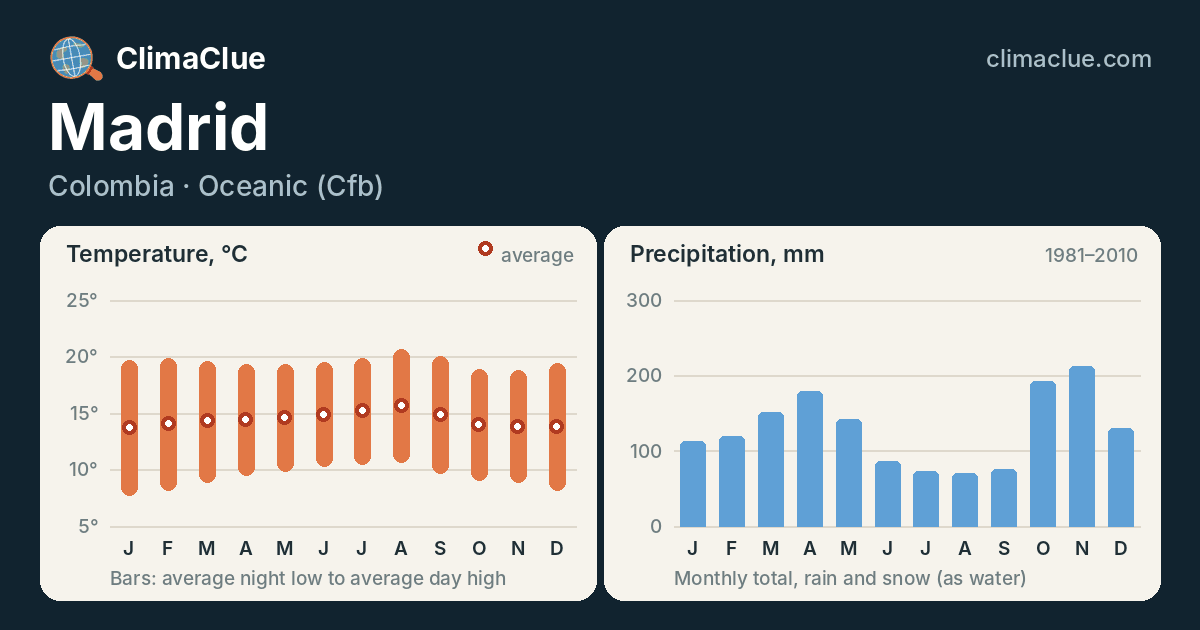 ClimaClue
climaclue.com
Madrid
Colombia · Oceanic (Cfb)
Temperature, °C
average
25°
20°
15°
10°
5°
J F M A M J J A S O N D
Bars: average night low to average day high
Precipitation, mm
1981–2010
300
200
100
0
J F M A M J J A S O N D
Monthly total, rain and snow (as water)